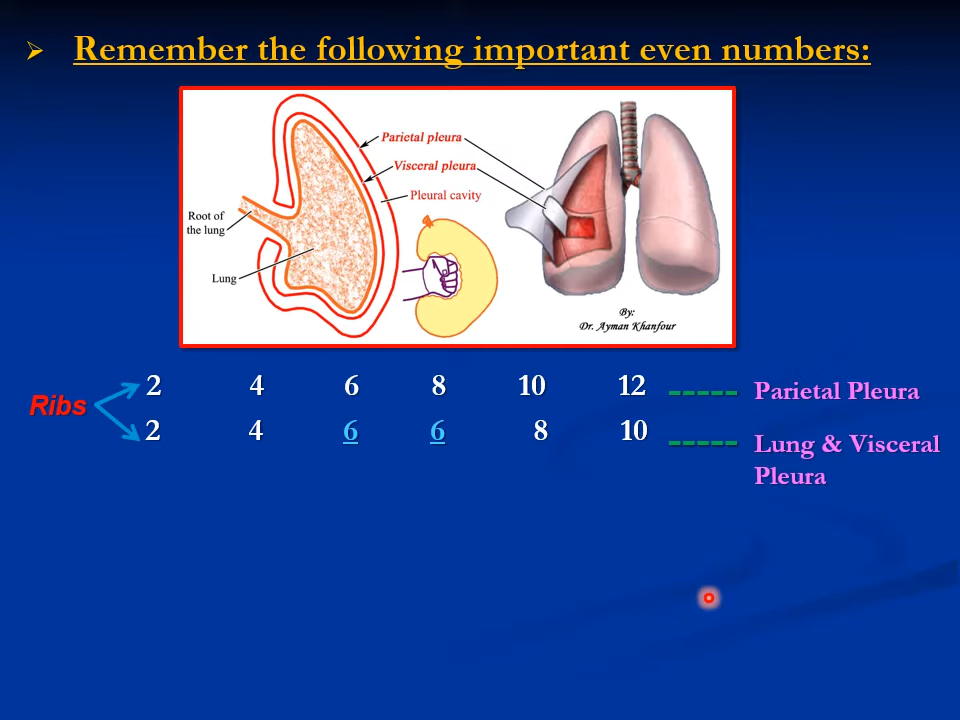 Remember the following important even numbers:
Parietal pleura
Visceral pleura
Pleural cavity
Root of
the lung
Lung
By:
Dr. Ayman Khanfour
Ribs
2 4 6 8 10 12 ----- Parietal Pleura
2 4 6 6 8 10 ----- Lung & Visceral
Pleura